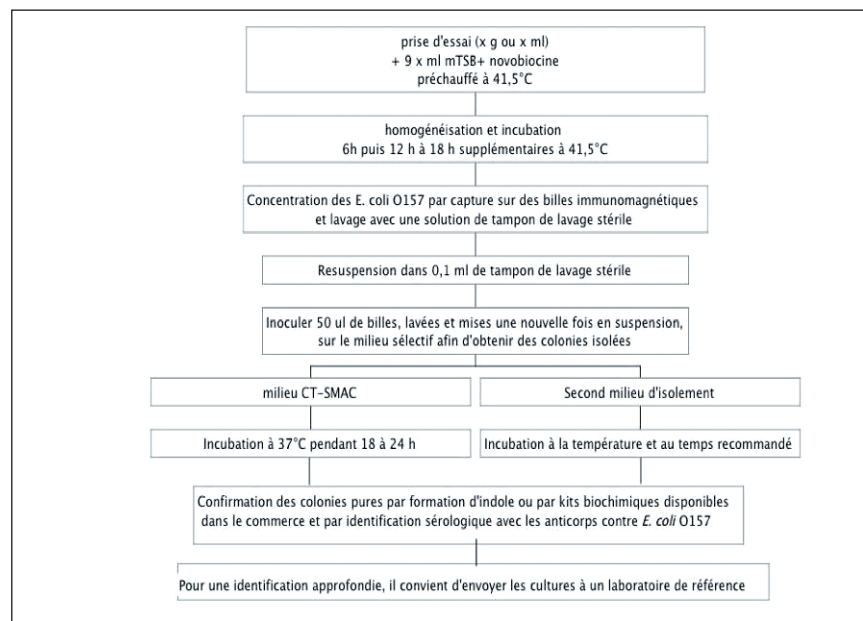 prise d'essai (x g ou x ml)
+ 9 x ml mTSB+ novobiocine
préchauffé à 41,5°C
homogénéisation et incubation
6h puis 12 h à 18 h supplémentaires à 41,5°C
Concentration des E. coli O157 par capture sur des billes immunomagnétiques
et lavage avec une solution de tampon de lavage stérile
Resuspension dans 0,1 ml de tampon de lavage stérile
Inoculer 50 ul de billes, lavées et mises une nouvelle fois en suspension,
sur le milieu sélectif afin d'obtenir des colonies isolées
milieu CT-SMAC
Second milieu d'isolement
Incubation à 37°C pendant 18 à 24 h
Incubation à la température et au temps recommandé
Confirmation des colonies pures par formation d'indole ou par kits biochimiques disponibles
dans le commerce et par identification sérologique avec les anticorps contre E. coli O157
Pour une identification approfondie, il convient d'envoyer les cultures à un laboratoire de référence